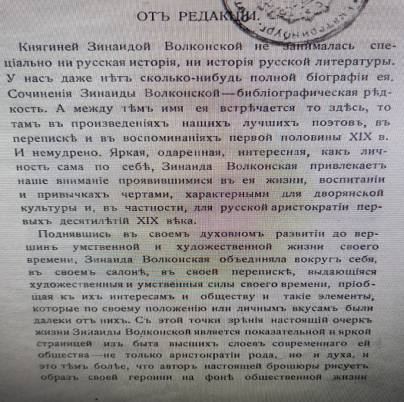 ОТЪ РЕДАКЦІИ.
Княгиней Зинаидой Волконской не занималась спе-
ціально ни русская исторія, ни исторія русской литературы.
У насъ даже нѣтъ сколько-нибудь полной біографіи ея.
Сочиненія Зинаиды Волконской—библіографическая рѣд-
кость. А между тѣмъ имя ея встрѣчается то здѣсь, то
тамъ въ произведеніяхъ нашихъ лучшихъ поэтовъ, въ
перепискѣ и въ воспоминаніяхъ первой половины XIX в.
И немудрено. Яркая, одаренная, интересная, какъ лич-
ность сама по себѣ, Зинаида Волконская привлекаетъ
наше вниманіе проявившимися въ ея жизни, воспитаніи
и привычкахъ чертами, характерными для дворянской
культуры и, въ частности, для русской аристократіи пер-
выхъ десятилѣтій XIX вѣка.
Поднявшись въ своемъ духовномъ развитіи до вер-
шинъ умственной и художественной жизни своего
времени, Зинаида Волконская объединяла вокругъ себя,
въ своемъ салонѣ, въ своей перепискѣ, выдающіяся
художественныя и умственныя силы своего времени, пріоб-
щая къ ихъ интересамъ и обществу и такіе элементы,
которые по своему положенію или личнымъ вкусамъ были
далеки отъ нихъ. Съ этой точки зрѣнія настоящій очеркъ
жизни Зинаиды Волконской является показательной и яркой
страницей изъ быта высшихъ слоевъ современнаго ей
общества—не только аристократіи рода, но и духа, и
это тѣмъ болѣе, что авторъ настоящей брошюры рисуетъ
образъ своей героини на фонѣ общественной жизни